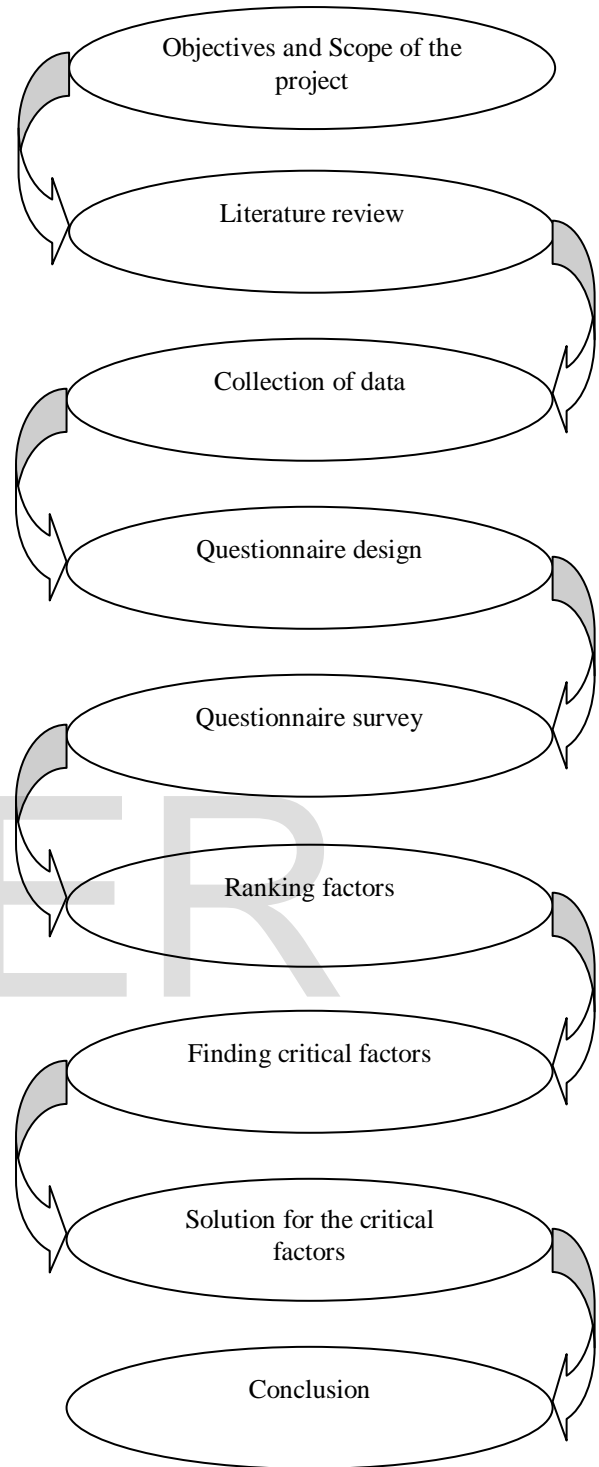 Objectives and Scope of the
project
Literature review
Collection of data
Questionnaire design
Questionnaire survey
ER
Ranking factors
Finding critical factors
Solution for the critical
factors
Conclusion